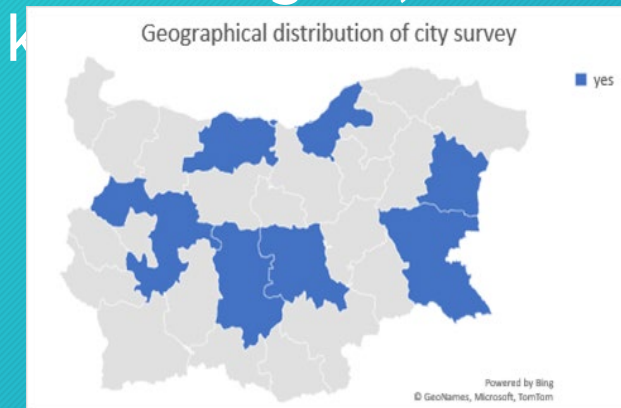 Geographical distribution of city survey
yes
Powered by Bing
© GeoNames, Microsoft, TomTom